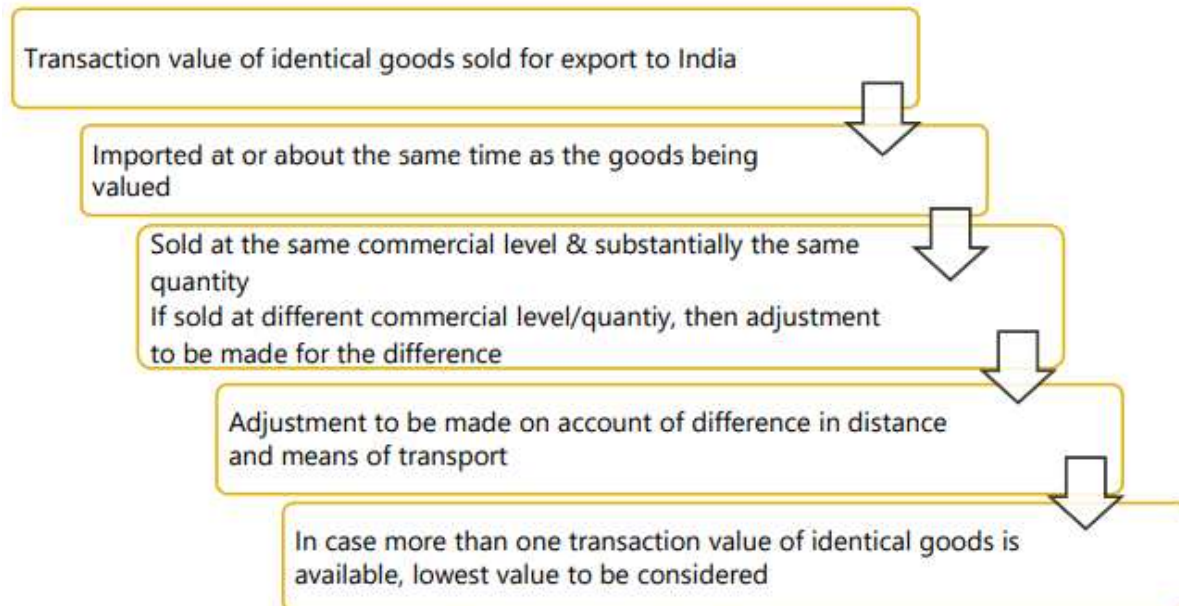 Transaction value of identical goods sold for export to India
Imported at or about the same time as the goods being
valued
Sold at the same commercial level & substantially the same
quantity
If sold at different commercial level/quantiy, then adjustment
to be made for the difference
Adjustment to be made on account of difference in distance
and means of transport
In case more than one transaction value of identical goods is
available, lowest value to be considered